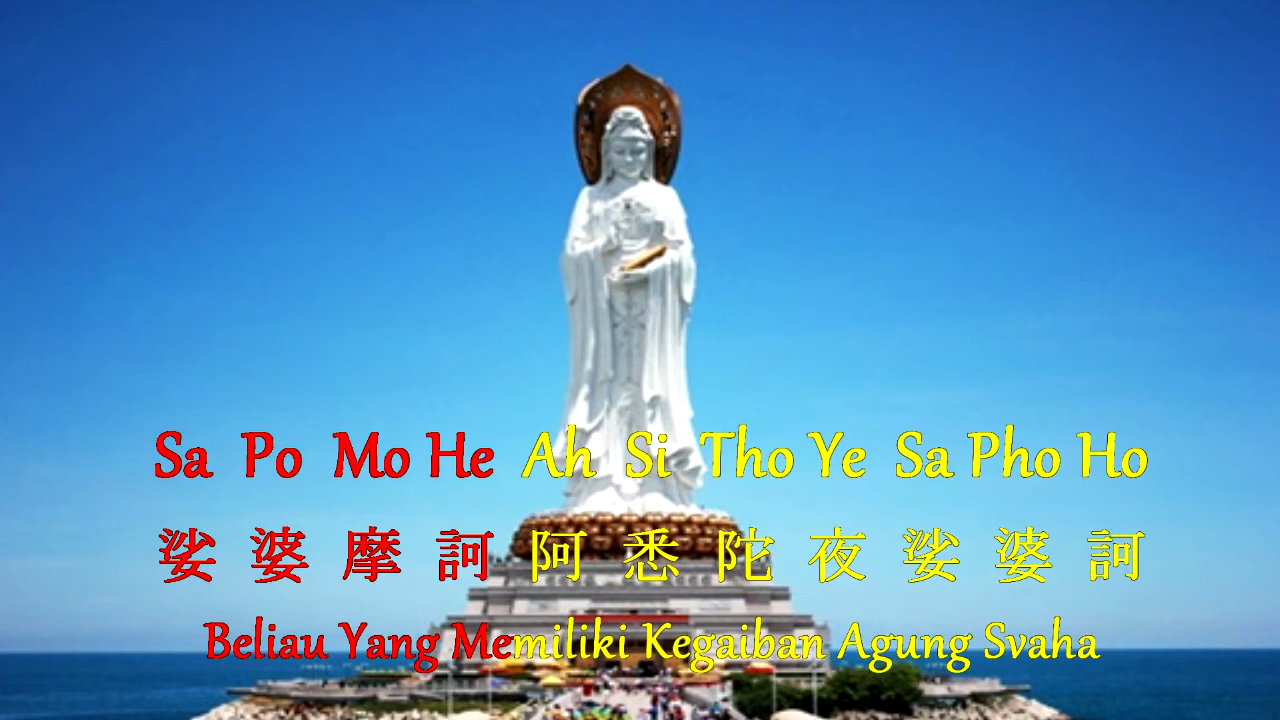 Sa Po Mo He Ah Si Tho Ye Sa Pho Ho
娑 婆 摩 訶 阿 悉 陀 夜 娑 婆 訶
Beliau Yang Memiliki Kegaiban Agung Svaha